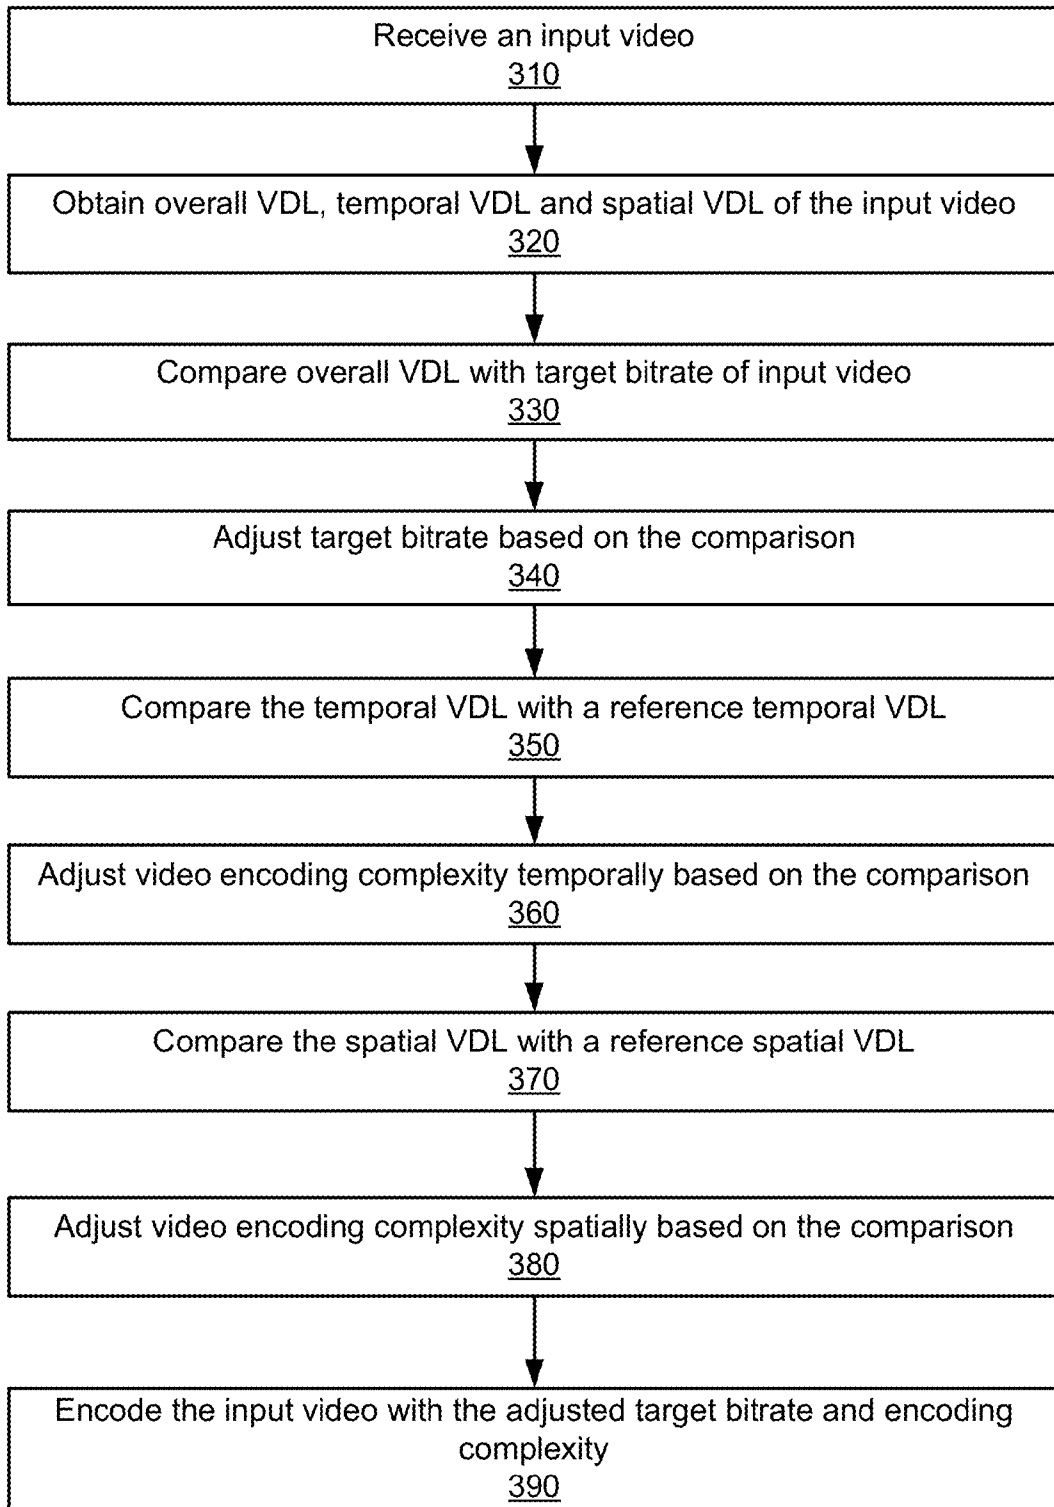 Receive an input video
310
Obtain overall VDL, temporal VDL and spatial VDL of the input video
320
Compare overall VDL with target bitrate of input video
330
Adjust target bitrate based on the comparison
340
Compare the temporal VDL with a reference temporal VDL
350
Adjust video encoding complexity temporally based on the comparison
360
Compare the spatial VDL with a reference spatial VDL
370
Adjust video encoding complexity spatially based on the comparison
380
Encode the input video with the adjusted target bitrate and encoding
complexity
390